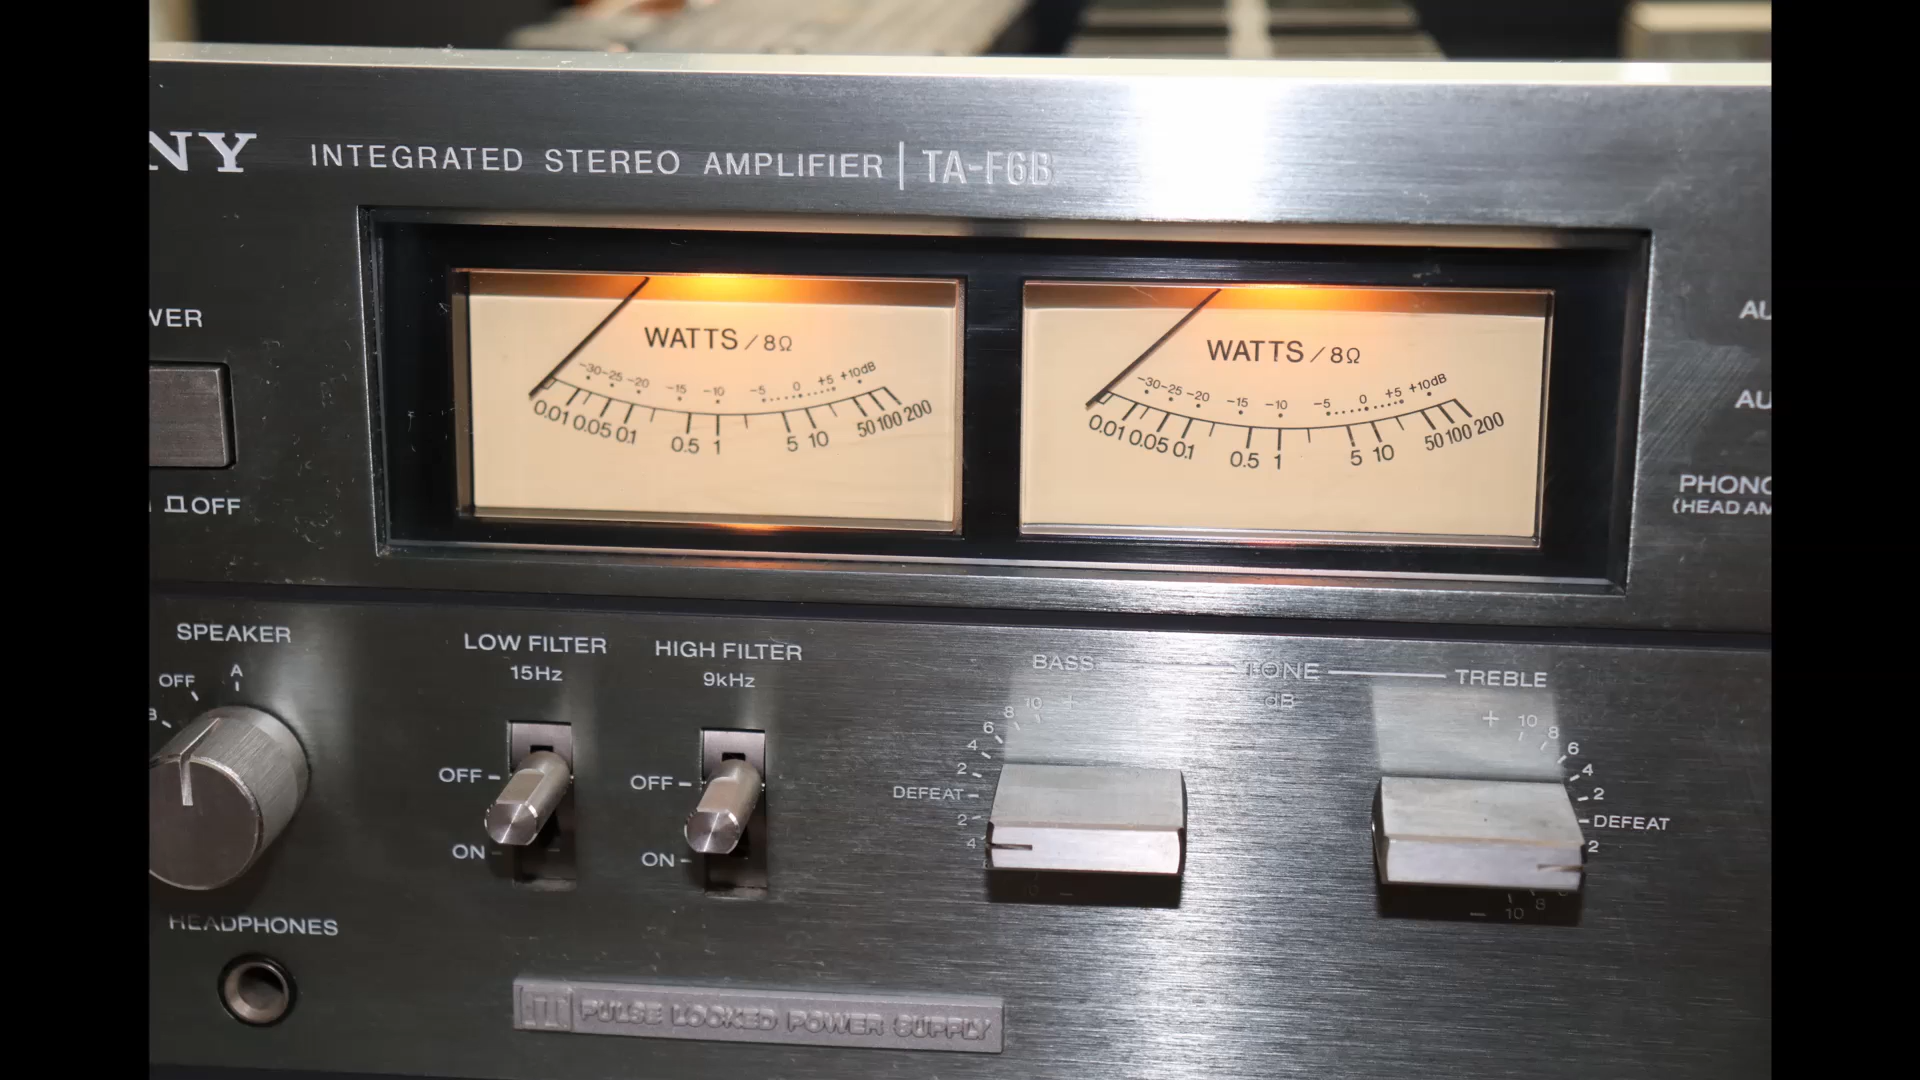 NY INTEGRATED STEREO AMPLIFIER | TA-F6B
WATTS / 8Ω
-30 -25 -20 -15 -10 -5 0 +5 +10dB
0.01 0.05 0.1 0.5 1 5 10 50 100 200
WATTS / 8Ω
-30 -25 -20 -15 -10 -5 0 +5 +10dB
0.01 0.05 0.1 0.5 1 5 10 50 100 200
WER
OFF
AU
AU
PHONO
(HEAD AM
SPEAKER
OFF A
B
LOW FILTER
15Hz
OFF
ON
HIGH FILTER
9kHz
OFF
ON
BASS TONE TREBLE
dB
10 +
8
6
4
2
DEFEAT
2
4
10 -
+ 10
8
6
4
2
DEFEAT
2
8
- 10
HEADPHONES
PULSE LOCKED POWER SUPPLY